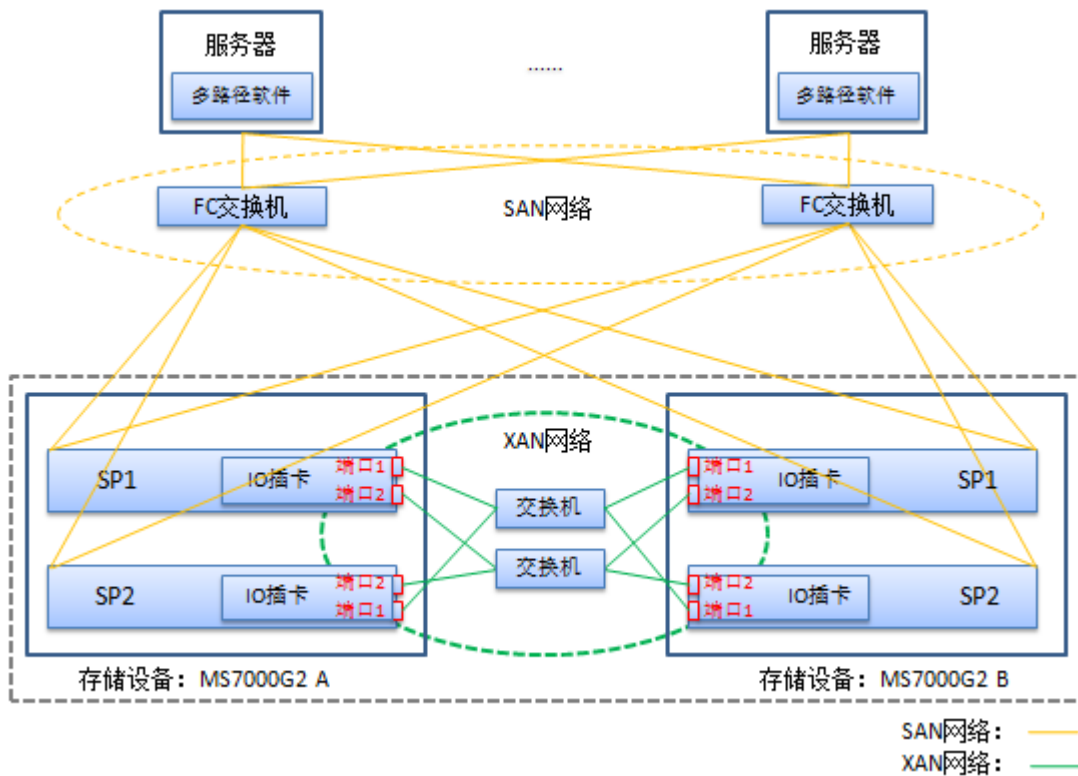 服务器
多路径软件
......
服务器
多路径软件
FC交换机
SAN网络
FC交换机
XAN网络
SP1
IO插卡
端口1
端口2
交换机
端口1
端口2
IO插卡
SP1
SP2
IO插卡
端口2
端口1
交换机
端口2
端口1
IO插卡
SP2
存储设备：MS7000G2 A
存储设备：MS7000G2 B
SAN网络：
XAN网络：